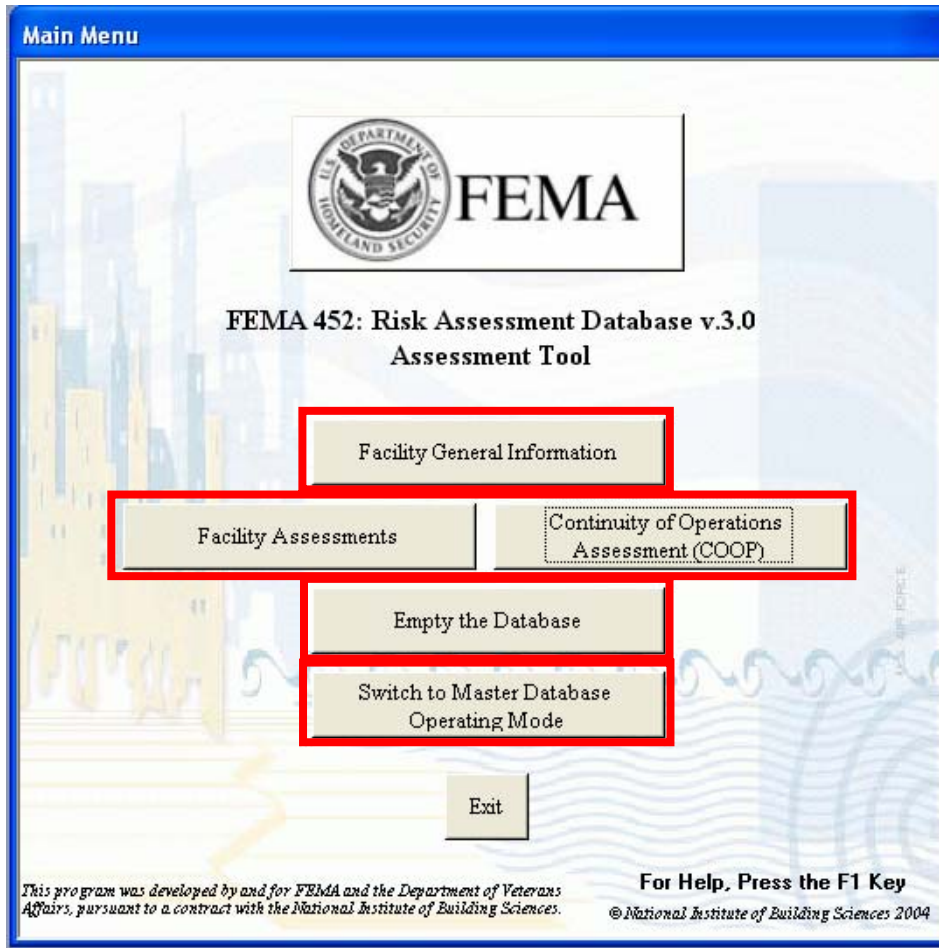 Main Menu
U.S. DEPARTMENT OF
HOMELAND SECURITY
FEMA
FEMA 452: Risk Assessment Database v.3.0
Assessment Tool
Facility General Information
Facility Assessments
Continuity of Operations
Assessment (COOP)
Empty the Database
Switch to Master Database
Operating Mode
Exit
This program was developed by and for FEMA and the Department of Veterans
Affairs, pursuant to a contract with the National Institute of Building Sciences.
For Help, Press the F1 Key
© National Institute of Building Sciences 2004